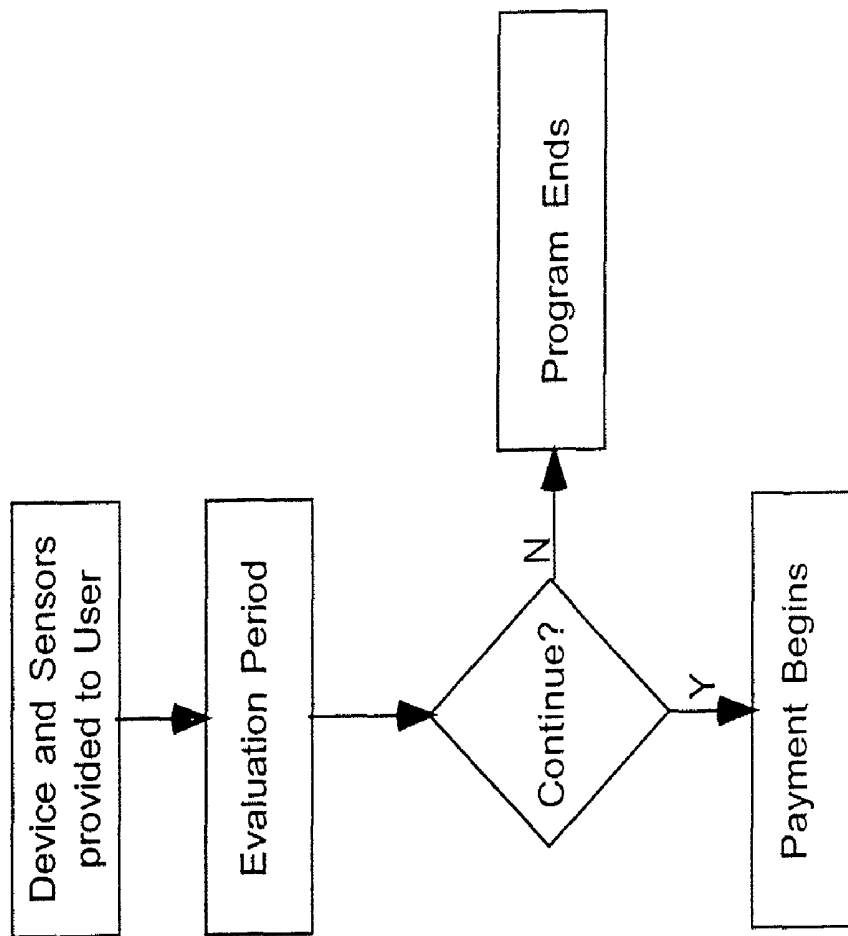 Device and Sensors
provided to User
Evaluation Period
Continue?
N
Program Ends
Y
Payment Begins